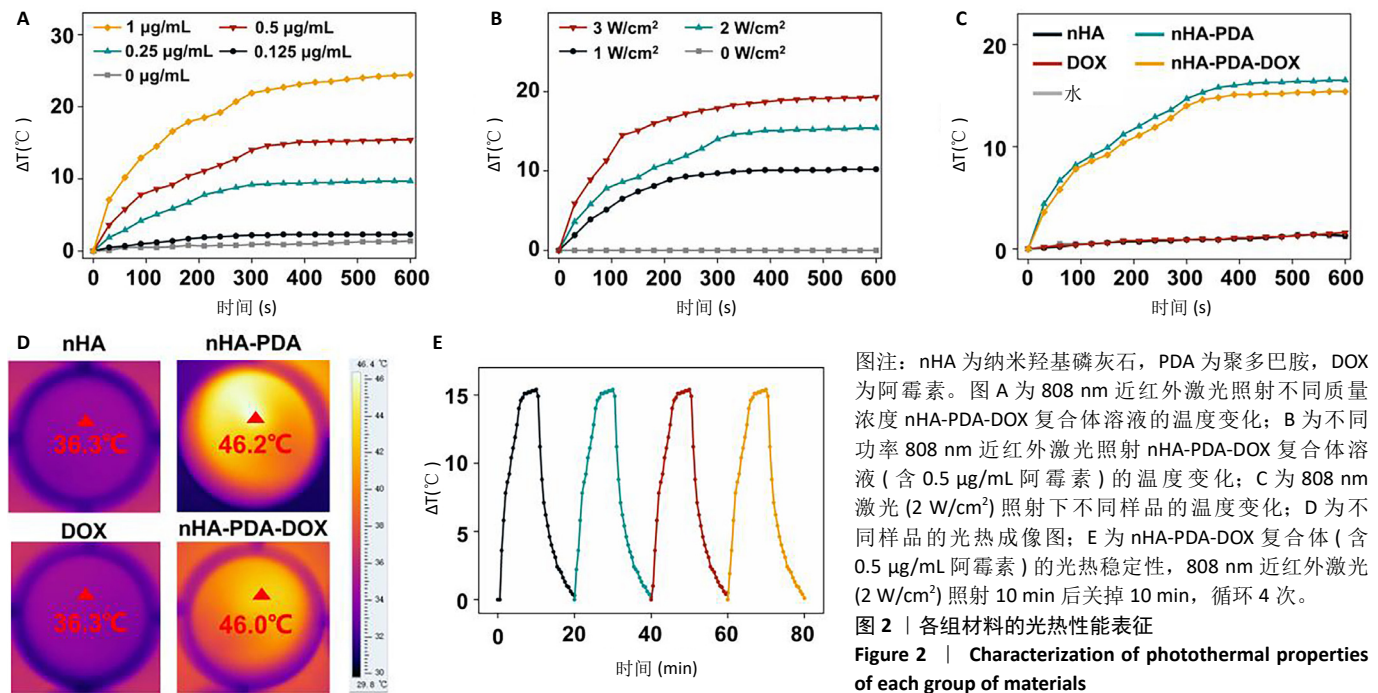 A
1 μg/mL
0.5 μg/mL
0.25 μg/mL
0.125 μg/mL
0 μg/mL
ΔT(℃)
30
20
10
0
0 100 200 300 400 500 600
时间 (s)
B
3 W/cm²
2 W/cm²
1 W/cm²
0 W/cm²
ΔT(℃)
30
20
10
0
0 100 200 300 400 500 600
时间 (s)
C
nHA
nHA-PDA
DOX
nHA-PDA-DOX
水
ΔT(℃)
20
10
0
0 100 200 300 400 500 600
时间 (s)
D
nHA
36.3℃
nHA-PDA
46.2℃
DOX
36.3℃
nHA-PDA-DOX
46.0℃
46.4 ℃
46
44
42
40
38
36
34
32
30
29.8 ℃
E
ΔT(℃)
15
10
5
0
0 20 40 60 80
时间 (min)
图注：nHA 为纳米羟基磷灰石，PDA 为聚多巴胺，DOX
为阿霉素。图 A 为 808 nm 近红外激光照射不同质量
浓度 nHA-PDA-DOX 复合体溶液的温度变化；B 为不同
功率 808 nm 近红外激光照射 nHA-PDA-DOX 复合体溶
液 ( 含 0.5 μg/mL 阿霉素 ) 的温度变化；C 为 808 nm
激光 (2 W/cm²) 照射下不同样品的温度变化；D 为不
同样品的光热成像图；E 为 nHA-PDA-DOX 复合体 ( 含
0.5 μg/mL 阿霉素 ) 的光热稳定性，808 nm 近红外激光
(2 W/cm²) 照射 10 min 后关掉 10 min，循环 4 次。
图 2 ｜各组材料的光热性能表征
Figure 2 ｜ Characterization of photothermal properties
of each group of materials